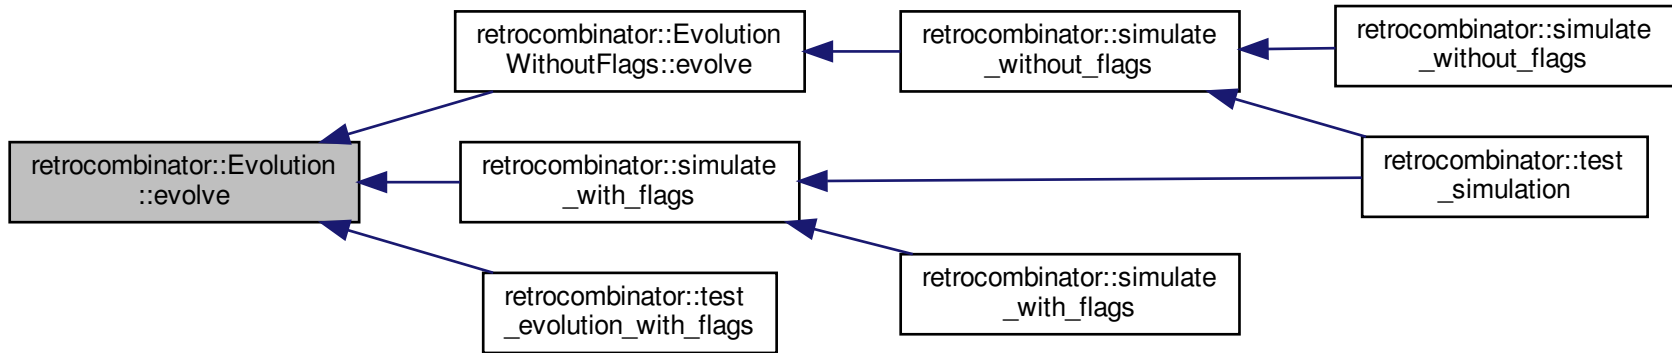 retrocombinator::Evolution
::evolve
retrocombinator::Evolution
WithoutFlags::evolve
retrocombinator::simulate
_with_flags
retrocombinator::test
_evolution_with_flags
retrocombinator::simulate
_without_flags
retrocombinator::simulate
_with_flags
retrocombinator::simulate
_without_flags
retrocombinator::test
_simulation